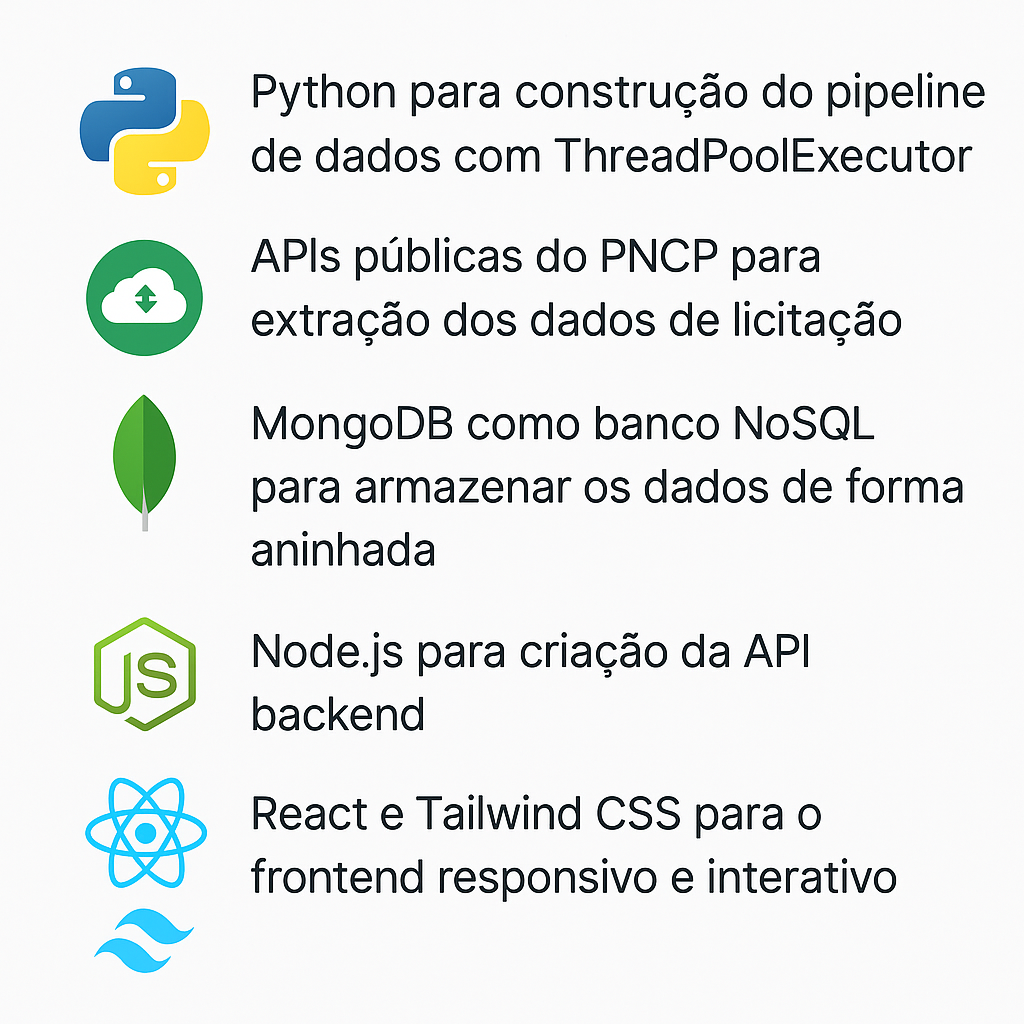 Python para construção do pipeline
de dados com ThreadPoolExecutor
APIs públicas do PNCP para
extração dos dados de licitação
MongoDB como banco NoSQL
para armazenar os dados de forma
aninhada
JS
Node.js para criação da API
backend
React e Tailwind CSS para o
frontend responsivo e interativo